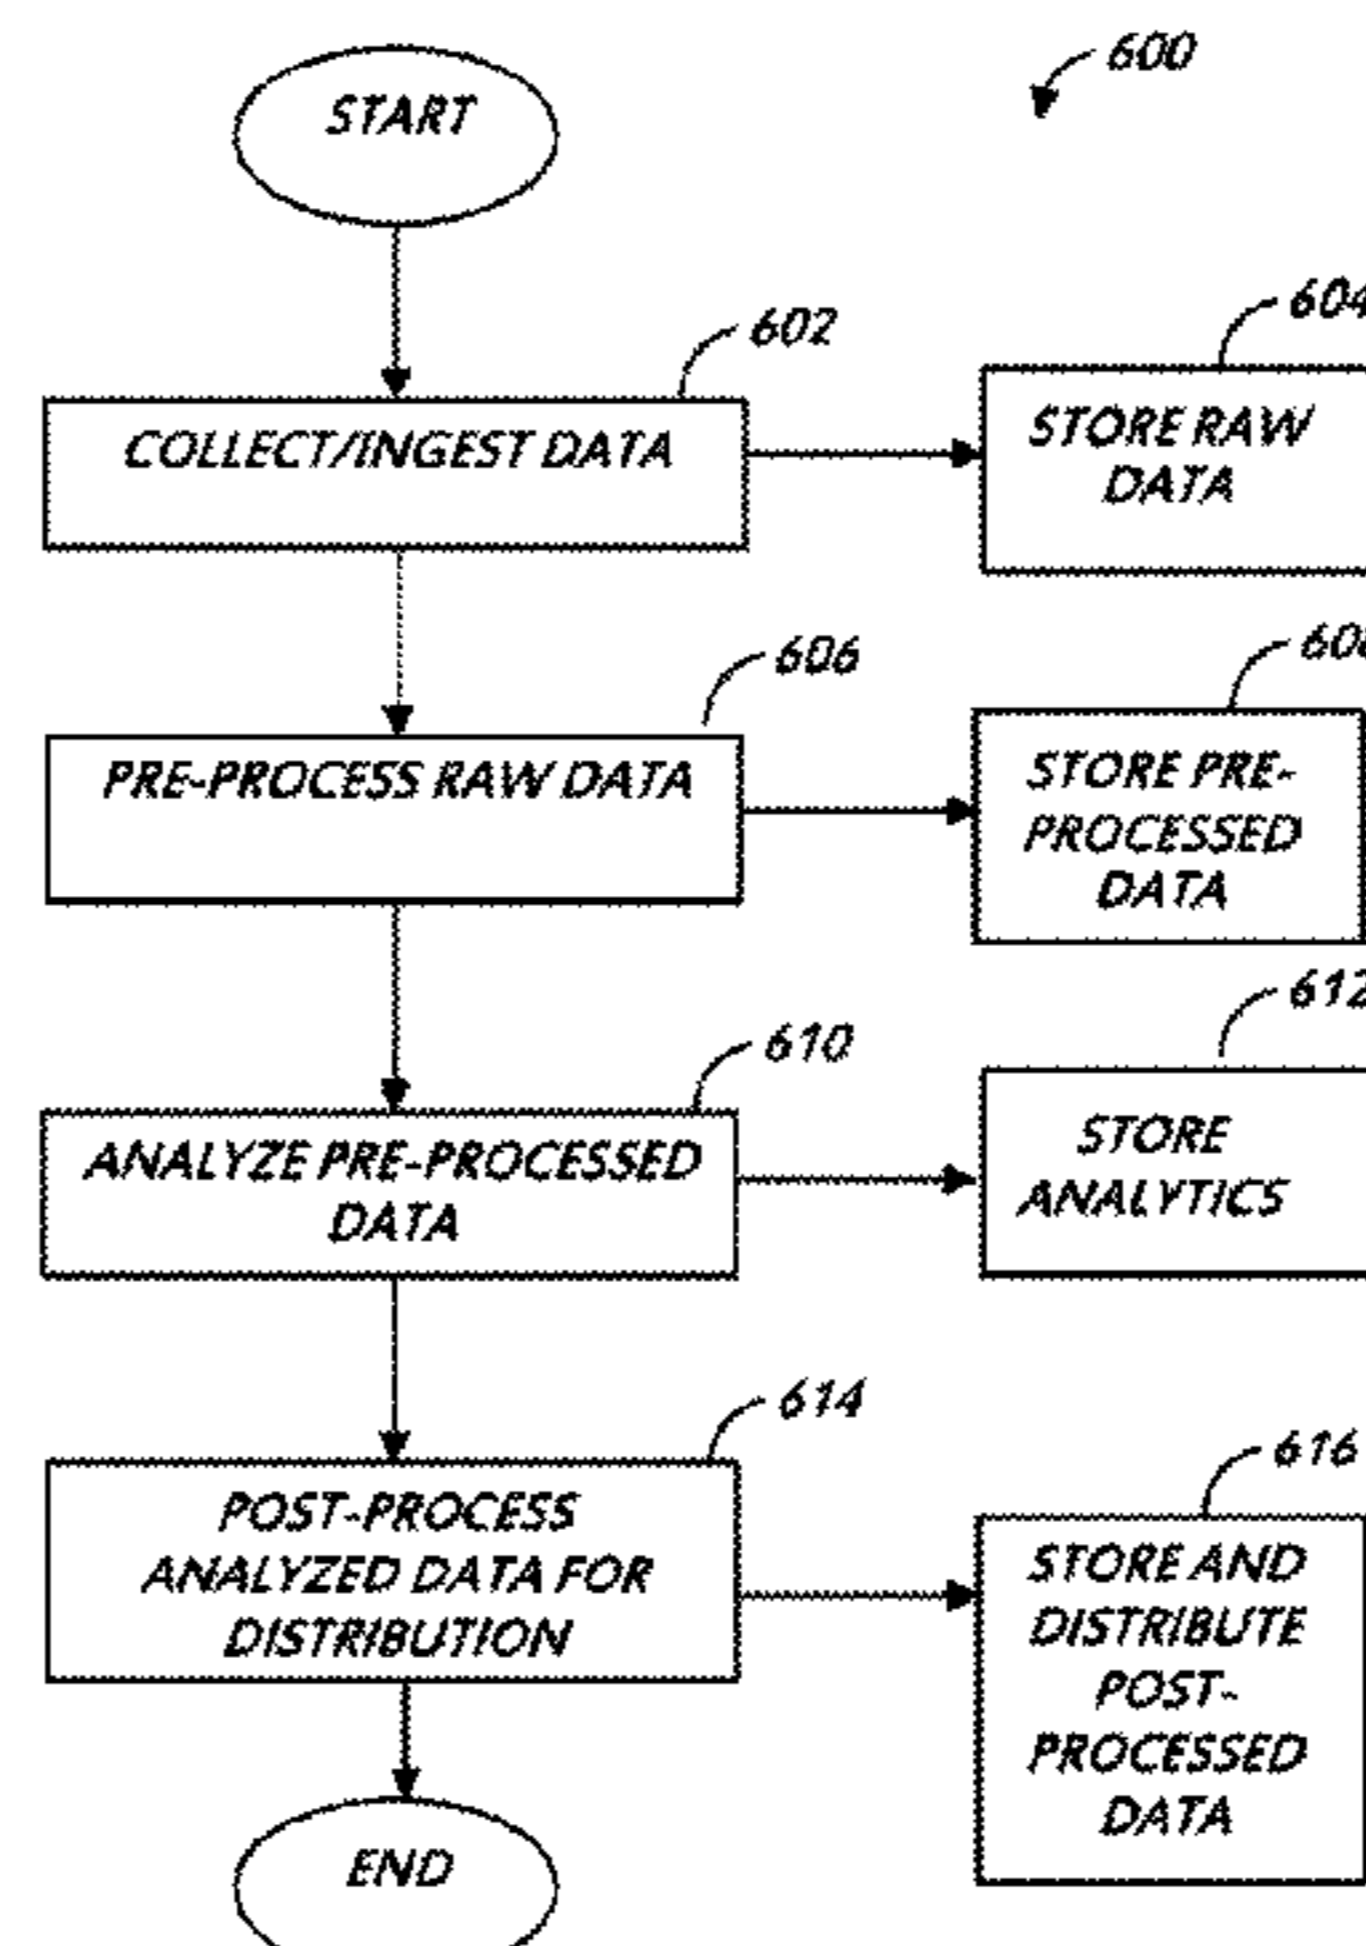 START
600
602
COLLECT/INGEST DATA
604
STORE RAW
DATA
606
PRE-PROCESS RAW DATA
608
STORE PRE-
PROCESSED
DATA
610
ANALYZE PRE-PROCESSED
DATA
612
STORE
ANALYTICS
614
POST-PROCESS
ANALYZED DATA FOR
DISTRIBUTION
616
STORE AND
DISTRIBUTE
POST-
PROCESSED
DATA
END